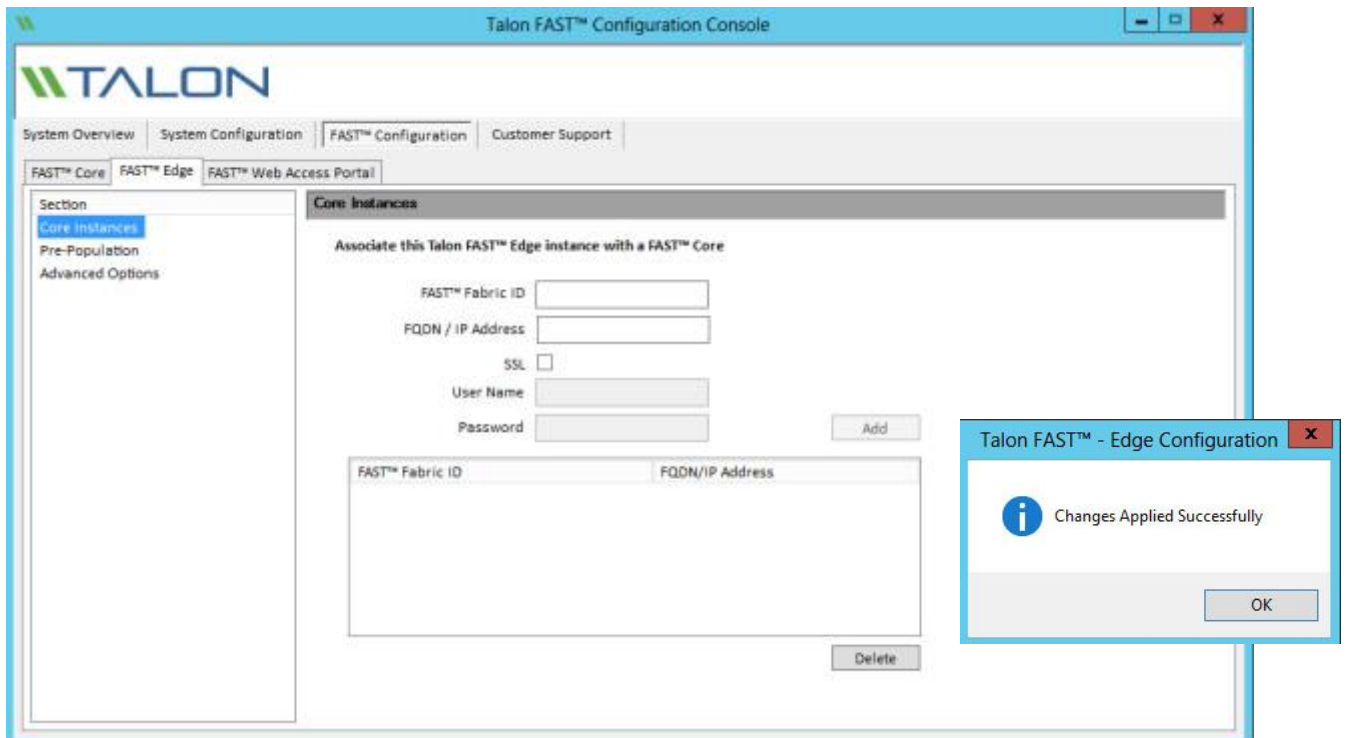 Talon FAST™ Configuration Console
TALON
System Overview System Configuration FAST™ Configuration Customer Support
FAST™ Core FAST™ Edge FAST™ Web Access Portal
Section
Core Instances
Pre-Population
Advanced Options
Core Instances
Associate this Talon FAST™ Edge instance with a FAST™ Core
FAST™ Fabric ID
FQDN / IP Address
SSL
User Name
Password
Add
FAST™ Fabric ID FQDN/IP Address
Delete
Talon FAST™ - Edge Configuration
Changes Applied Successfully
OK